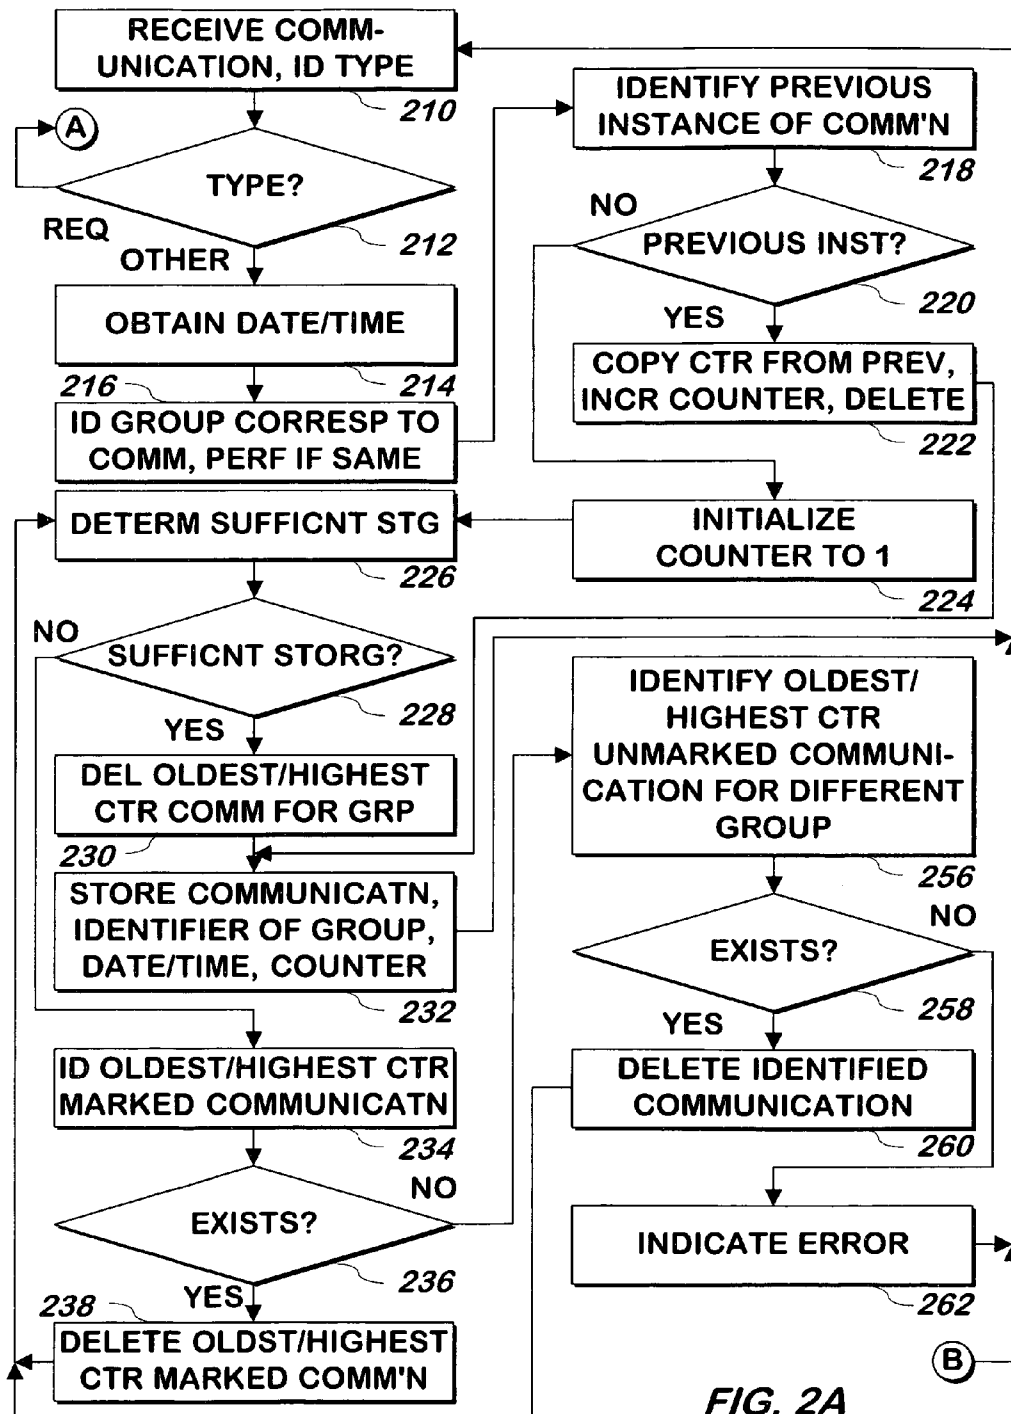 RECEIVE COMM-
UNICATION, ID TYPE
210
A
TYPE?
212
REQ
OTHER
OBTAIN DATE/TIME
214
216
ID GROUP CORRESP TO
COMM, PERF IF SAME
IDENTIFY PREVIOUS
INSTANCE OF COMM'N
218
NO
PREVIOUS INST?
220
YES
COPY CTR FROM PREV,
INCR COUNTER, DELETE
222
INITIALIZE
COUNTER TO 1
224
DETERM SUFFICNT STG
226
NO
SUFFICNT STORG?
228
YES
DEL OLDEST/HIGHEST
CTR COMM FOR GRP
230
STORE COMMUNICATN,
IDENTIFIER OF GROUP,
DATE/TIME, COUNTER
232
ID OLDEST/HIGHEST CTR
MARKED COMMUNICATN
234
NO
EXISTS?
236
YES
238
DELETE OLDST/HIGHEST
CTR MARKED COMM'N
IDENTIFY OLDEST/
HIGHEST CTR
UNMARKED COMMUNI-
CATION FOR DIFFERENT
GROUP
256
NO
EXISTS?
258
YES
DELETE IDENTIFIED
COMMUNICATION
260
INDICATE ERROR
262
B
FIG. 2A